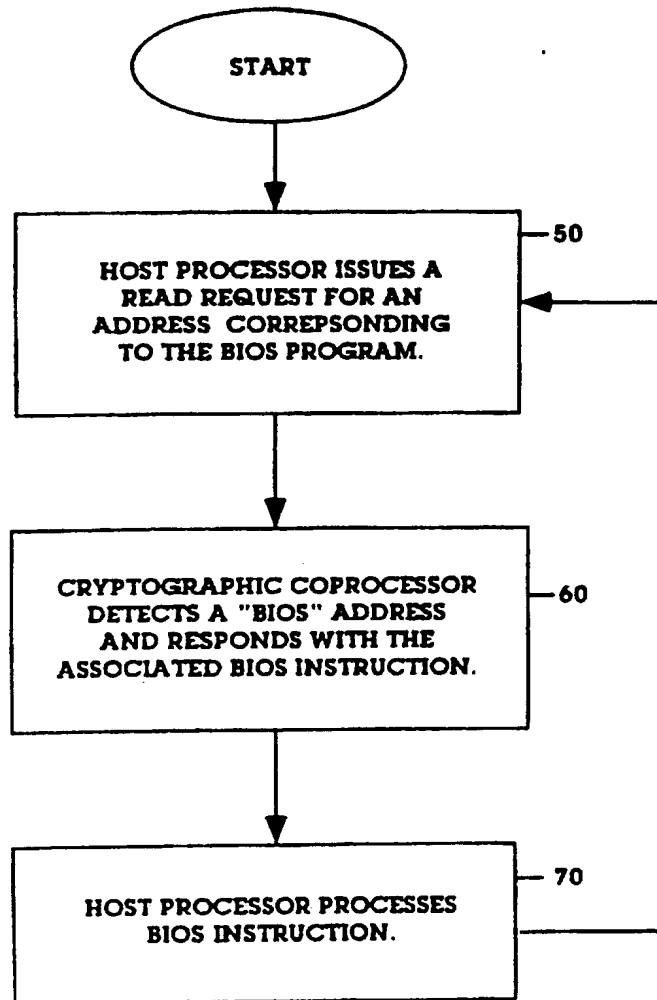 START
50
HOST PROCESSOR ISSUES A
READ REQUEST FOR AN
ADDRESS CORREPSONDING
TO THE BIOS PROGRAM.
60
CRYPTOGRAPHIC COPROCESSOR
DETECTS A "BIOS" ADDRESS
AND RESPONDS WITH THE
ASSOCIATED BIOS INSTRUCTION.
70
HOST PROCESSOR PROCESSES
BIOS INSTRUCTION.